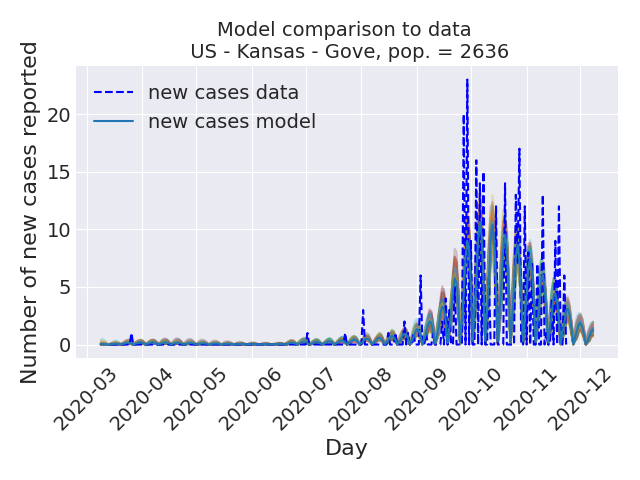 Model comparison to data
US - Kansas - Gove, pop. = 2636
Number of new cases reported
20
15
10
5
0
new cases data
new cases model
2020-03
2020-04
2020-05
2020-06
2020-07
2020-08
2020-09
2020-10
2020-11
2020-12
Day